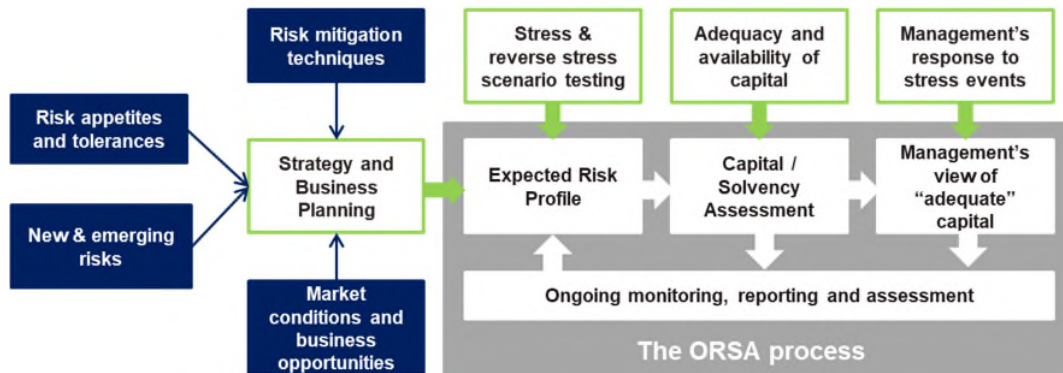 Risk mitigation
techniques
Stress &
reverse stress
scenario testing
Adequacy and
availability of
capital
Management's
response to
stress events
Risk appetites
and tolerances
Strategy and
Business
Planning
Expected Risk
Profile
Capital /
Solvency
Assessment
Management's
view of
“adequate”
capital
New & emerging
risks
Market
conditions and
business
opportunities
Ongoing monitoring, reporting and assessment
The ORSA process